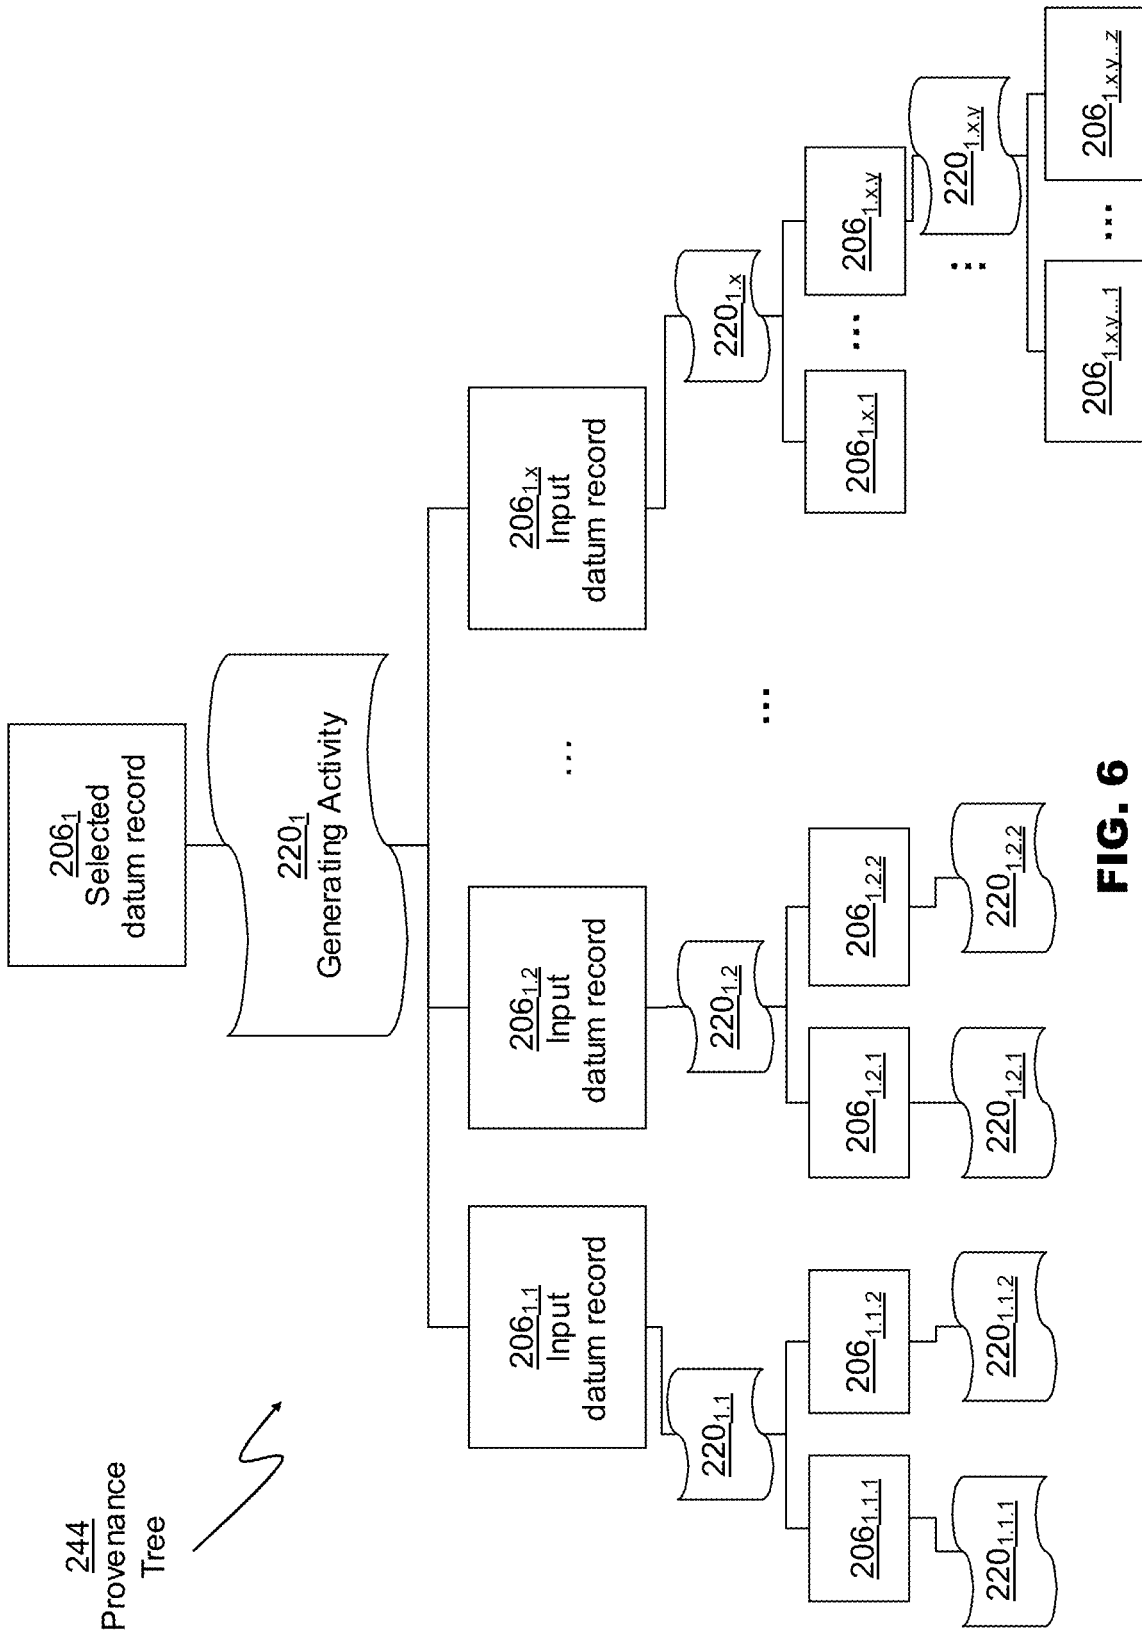 244
Provenance
Tree
206₁
Selected
datum record
220₁
Generating Activity
206₁.₁
Input
datum record
206₁.₂
Input
datum record
...
206₁.ₓ
Input
datum record
220₁.₁
220₁.₂
...
220₁.ₓ
206₁.₁.₁
206₁.₁.₂
206₁.₂.₁
206₁.₂.₂
206₁.ₓ.₁
...
206₁.ₓ.y
220₁.₁.₁
220₁.₁.₂
220₁.₂.₁
220₁.₂.₂
...
220₁.ₓ.y
206₁.ₓ.y..₁
...
206₁.ₓ.y..z
FIG. 6